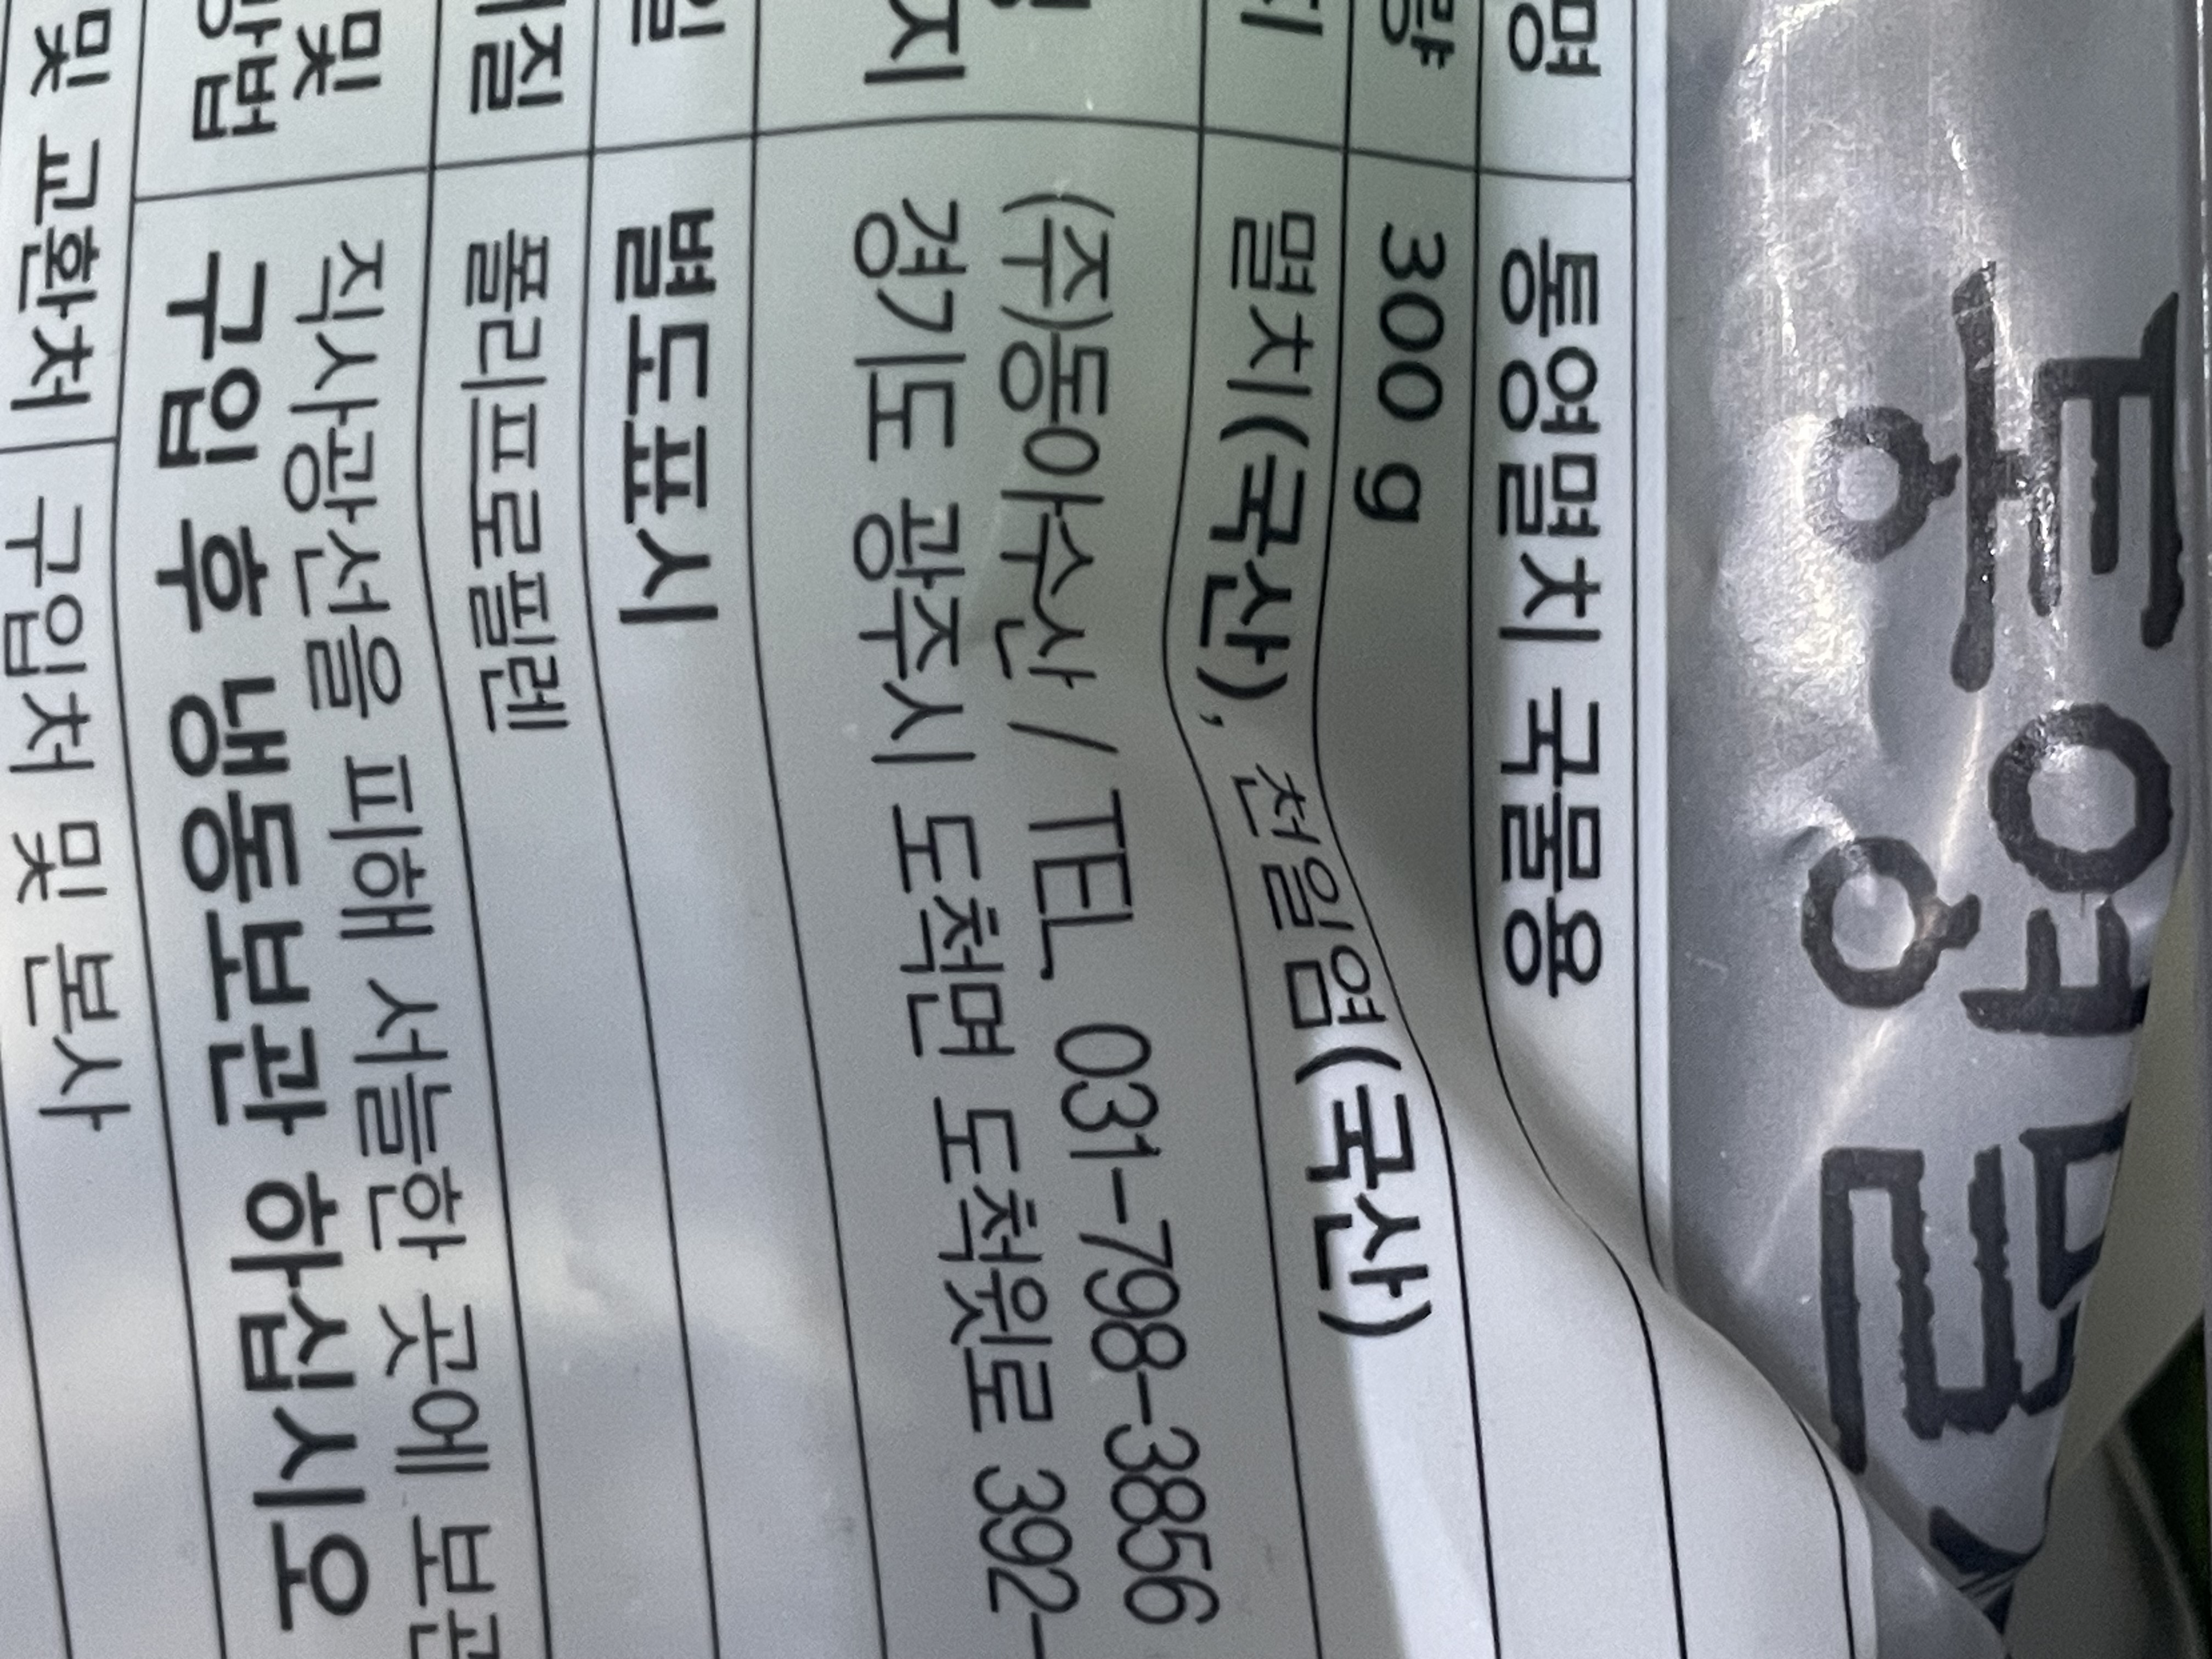 통영멸
명 통영멸치 국물용
량 300 g
지 멸치(국산), 천일염(국산)
(주)동아수산 / TEL 031-798-3856
지 경기도 광주시 도척면 도척윗로 392-
일 별도표시
재질 폴리프로필렌
및 직사광선을 피해 서늘한 곳에 보관
방법 구입 후 냉동보관 하십시오
및 교환처 구입처 및 본사